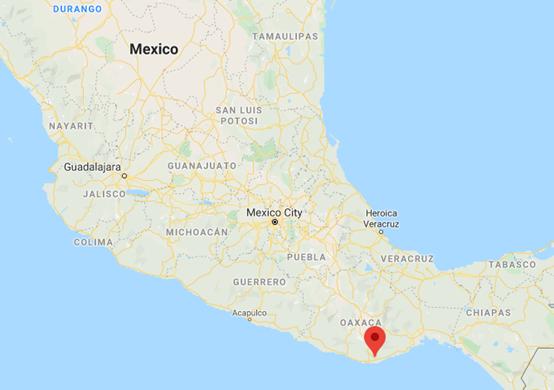 DURANGO
TAMAULIPAS
Mexico
SAN LUIS
POTOSI
NAYARIT
Guadalajara
GUANAJUATO
JALISCO
Mexico City
Heroica
Veracruz
MICHOACÁN
COLIMA
PUEBLA
VERACRUZ
TABASCO
GUERRERO
Acapulco
OAXACA
CHIAPAS